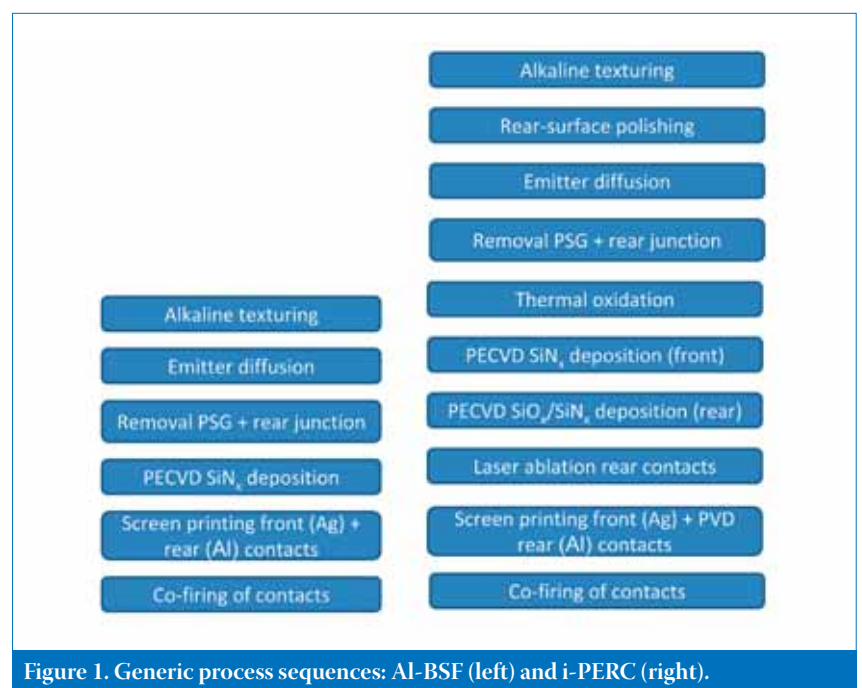 Alkaline texturing
Emitter diffusion
Removal PSG + rear junction
PECVD SiNₓ deposition
Screen printing front (Ag) +
rear (Al) contacts
Co-firing of contacts
Alkaline texturing
Rear-surface polishing
Emitter diffusion
Removal PSG + rear junction
Thermal oxidation
PECVD SiNₓ deposition (front)
PECVD SiOₓ/SiNₓ deposition (rear)
Laser ablation rear contacts
Screen printing front (Ag) + PVD
rear (Al) contacts
Co-firing of contacts
Figure 1. Generic process sequences: Al-BSF (left) and i-PERC (right).